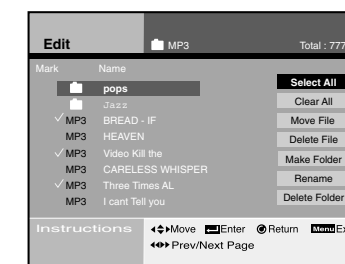 Edit MP3 Total : 777
Mark Name
pops
Jazz
MP3 BREAD - IF
MP3 HEAVEN
MP3 Video Kill the
MP3 CARELESS WHISPER
MP3 Three Times AL
MP3 I cant Tell you
Select All
Clear All
Move File
Delete File
Make Folder
Rename
Delete Folder
Instructions Move Enter Return Menu Ex
Prev/Next Page